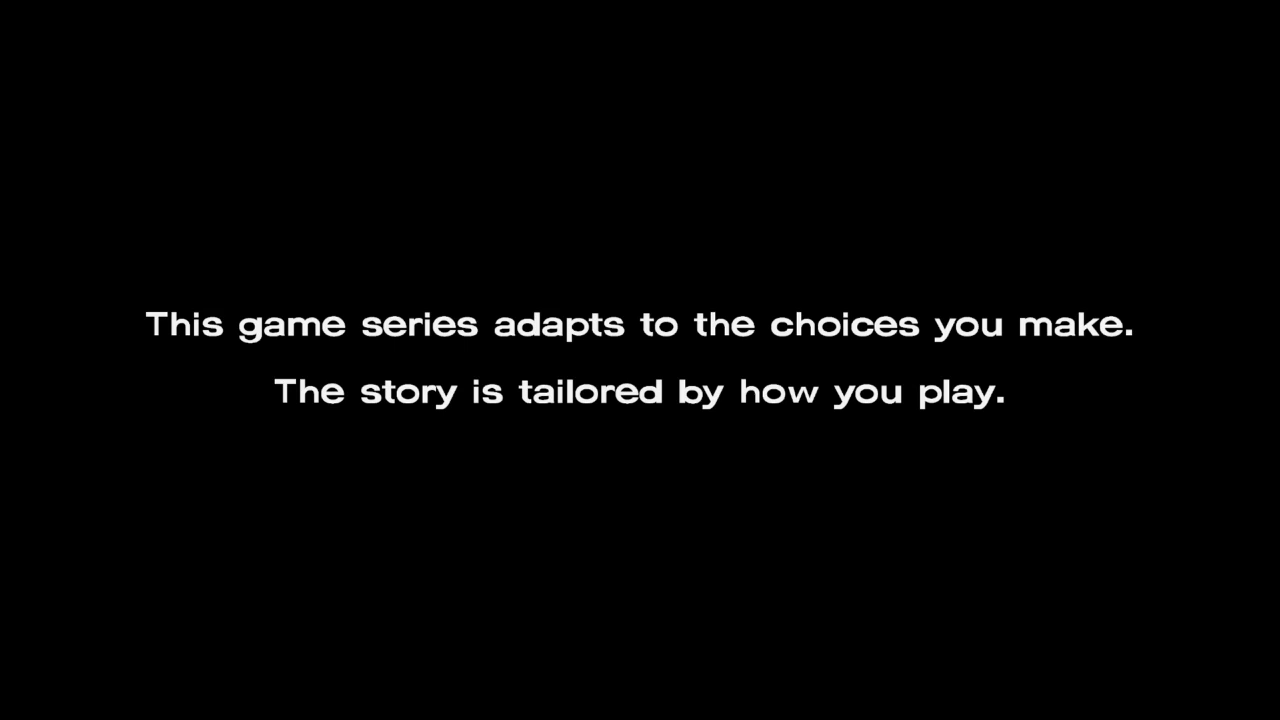 This game series adapts to the choices you make.
The story is tailored by how you play.